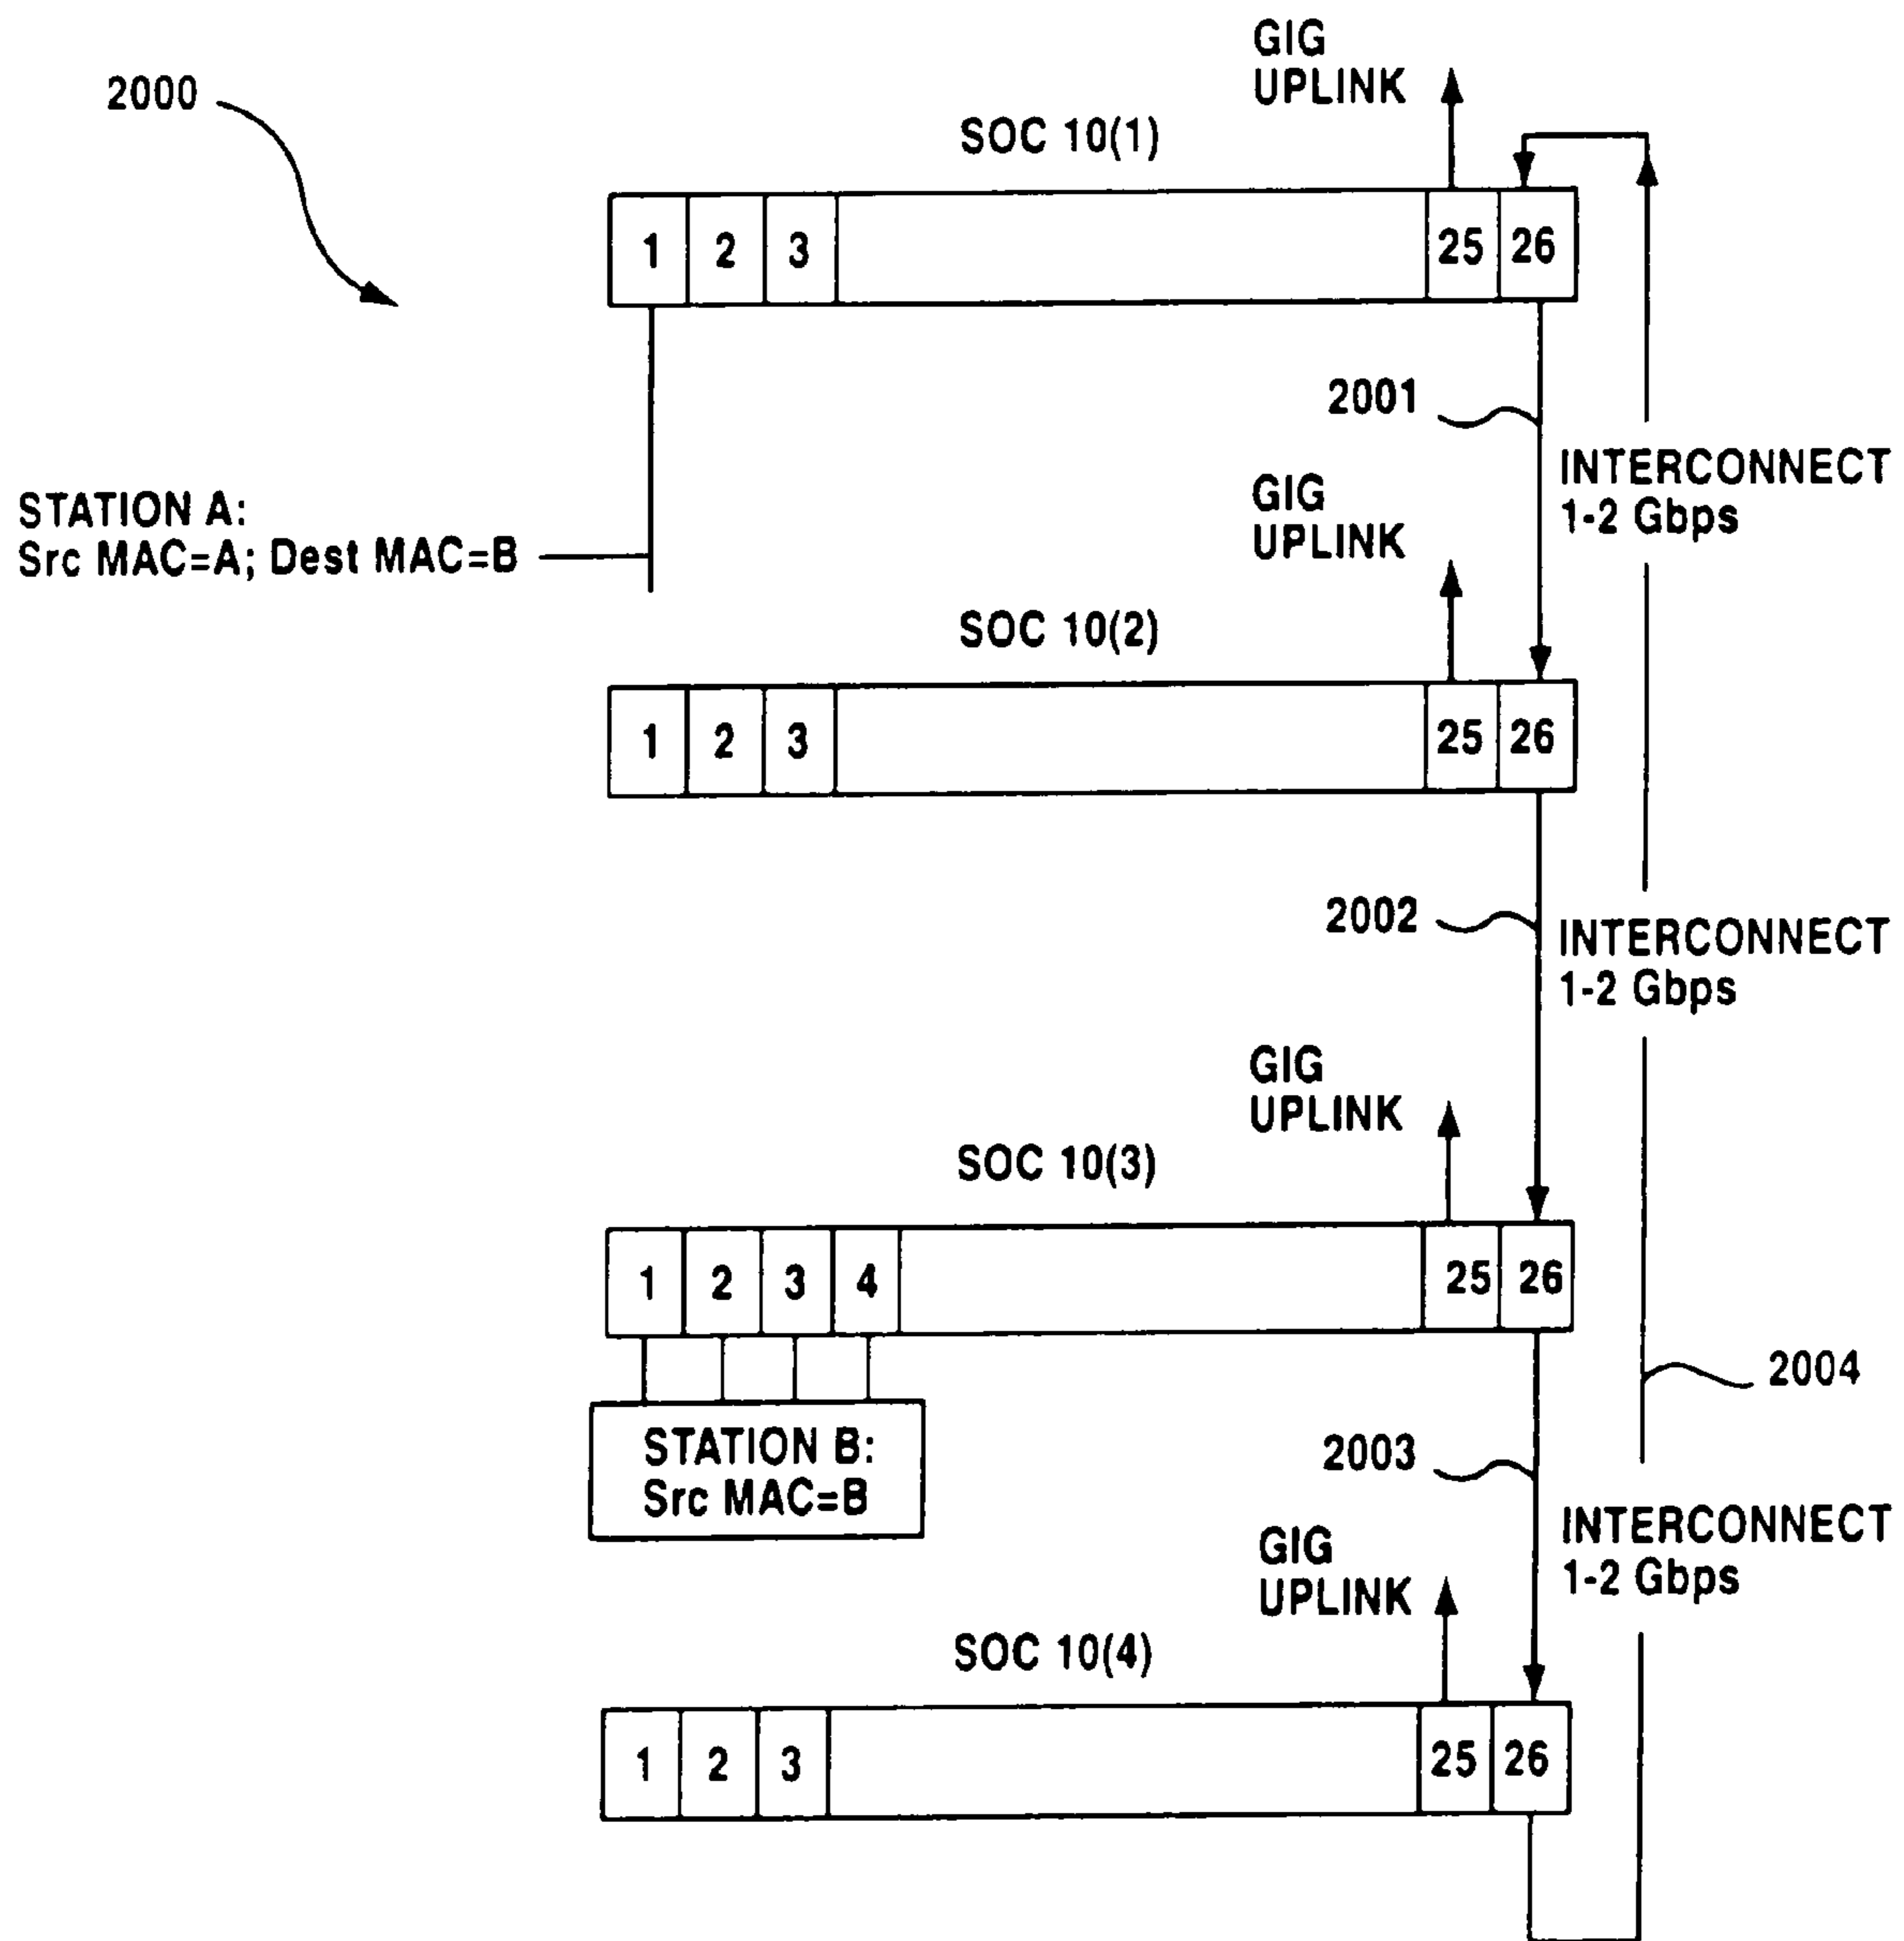 2000
GIG
UPLINK
SOC 10(1)
1 2 3 25 26
2001
INTERCONNECT
1-2 Gbps
STATION A:
Src MAC=A; Dest MAC=B
GIG
UPLINK
SOC 10(2)
1 2 3 25 26
2002
INTERCONNECT
1-2 Gbps
GIG
UPLINK
SOC 10(3)
1 2 3 4 25 26
2004
STATION B:
Src MAC=B
2003
INTERCONNECT
1-2 Gbps
GIG
UPLINK
SOC 10(4)
1 2 3 25 26